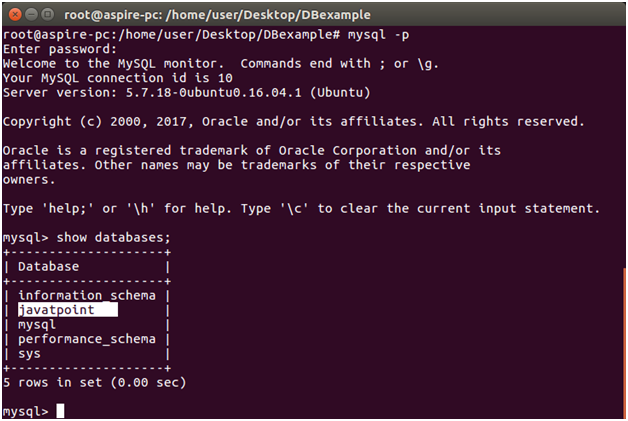 root@aspire-pc: /home/user/Desktop/DBexample
root@aspire-pc:/home/user/Desktop/DBexample# mysql -p
Enter password:
Welcome to the MySQL monitor.  Commands end with ; or \g.
Your MySQL connection id is 10
Server version: 5.7.18-0ubuntu0.16.04.1 (Ubuntu)
Copyright (c) 2000, 2017, Oracle and/or its affiliates. All rights reserved.
Oracle is a registered trademark of Oracle Corporation and/or its
affiliates. Other names may be trademarks of their respective
owners.
Type 'help;' or '\h' for help. Type '\c' to clear the current input statement.
mysql> show databases;
+--------------------+
| Database           |
+--------------------+
| information_schema |
| javatpoint         |
| mysql              |
| performance_schema |
| sys                |
+--------------------+
5 rows in set (0.00 sec)
mysql>